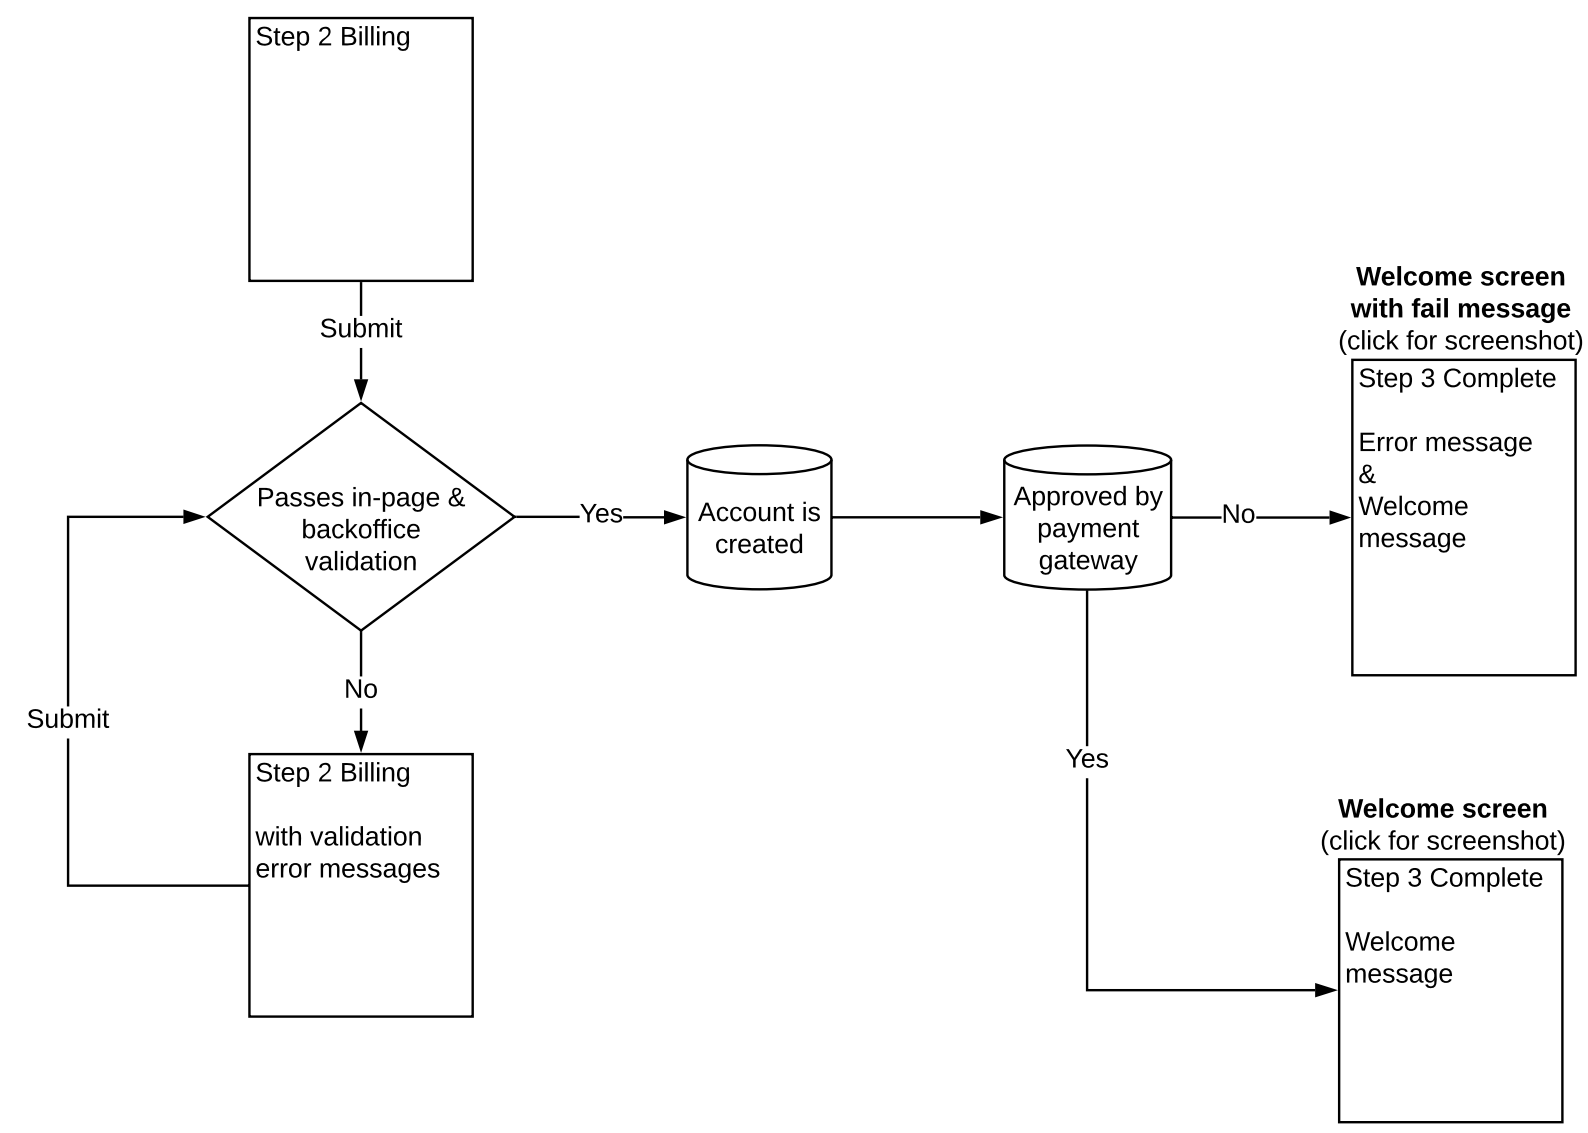 Step 2 Billing
Submit
Passes in-page &
backoffice
validation
Yes
Account is
created
Approved by
payment
gateway
No
Welcome screen
with fail message
(click for screenshot)
Step 3 Complete
Error message
&
Welcome
message
No
Submit
Step 2 Billing
with validation
error messages
Yes
Welcome screen
(click for screenshot)
Step 3 Complete
Welcome
message